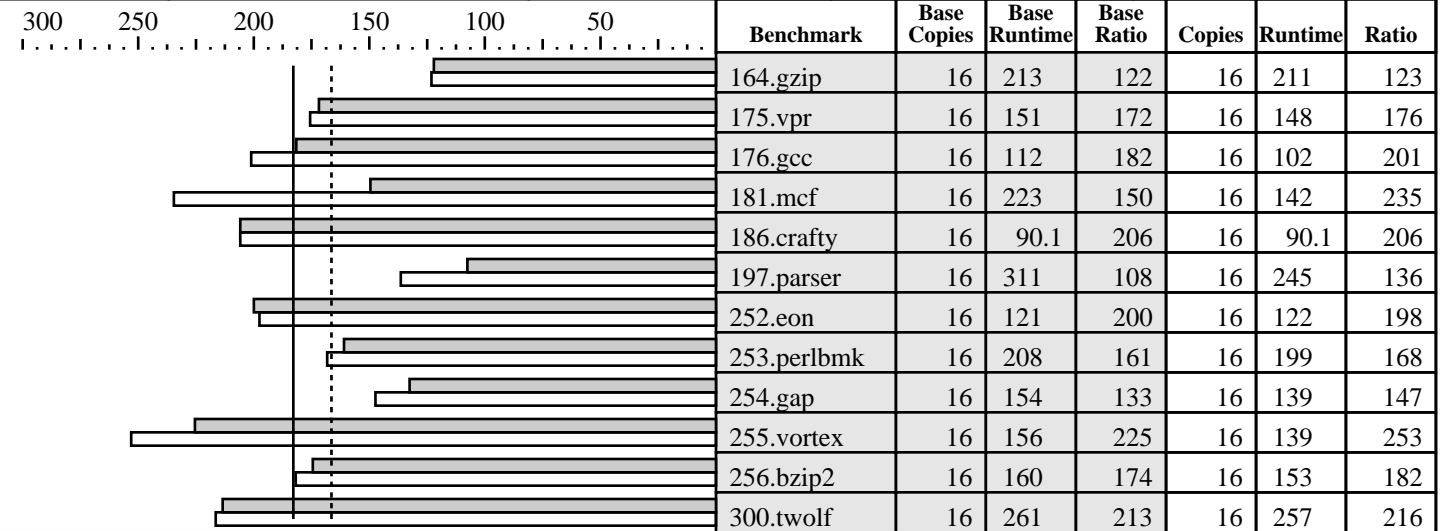 300 250 200 150 100 50
Benchmark Base Copies Base Runtime Base Ratio Copies Runtime Ratio
164.gzip 16 213 122 16 211 123
175.vpr 16 151 172 16 148 176
176.gcc 16 112 182 16 102 201
181.mcf 16 223 150 16 142 235
186.crafty 16 90.1 206 16 90.1 206
197.parser 16 311 108 16 245 136
252.eon 16 121 200 16 122 198
253.perlbmk 16 208 161 16 199 168
254.gap 16 154 133 16 139 147
255.vortex 16 156 225 16 139 253
256.bzip2 16 160 174 16 153 182
300.twolf 16 261 213 16 257 216